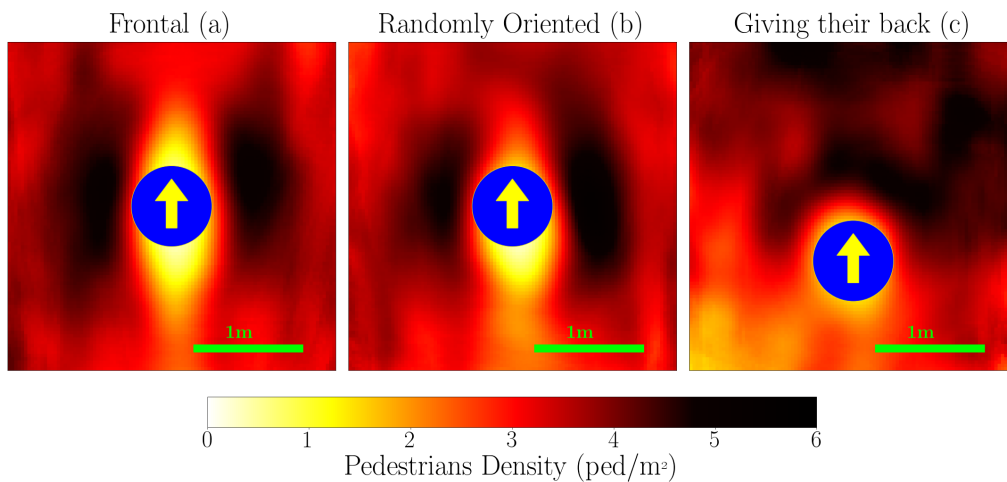 Frontal (a)
Randomly Oriented (b)
Giving their back (c)
1m
1m
1m
0 1 2 3 4 5 6
Pedestrians Density (ped/m²)